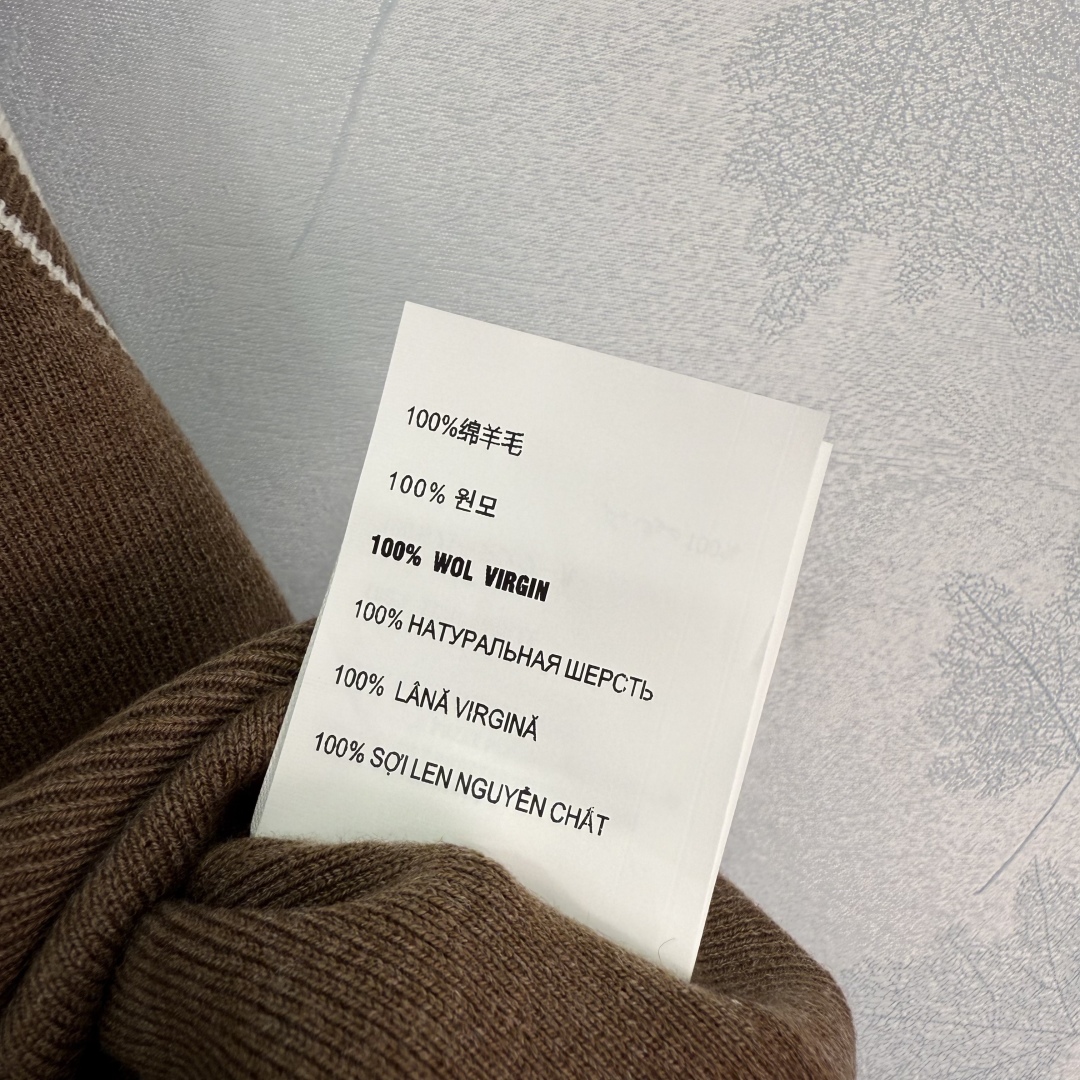 100%绵羊毛
100% 원모
100% WOL VIRGIN
100% НАТУРАЛЬНАЯ ШЕРСТЬ
100% LÂNĂ VIRGINĂ
100% SỢI LEN NGUYÊN CHẤT